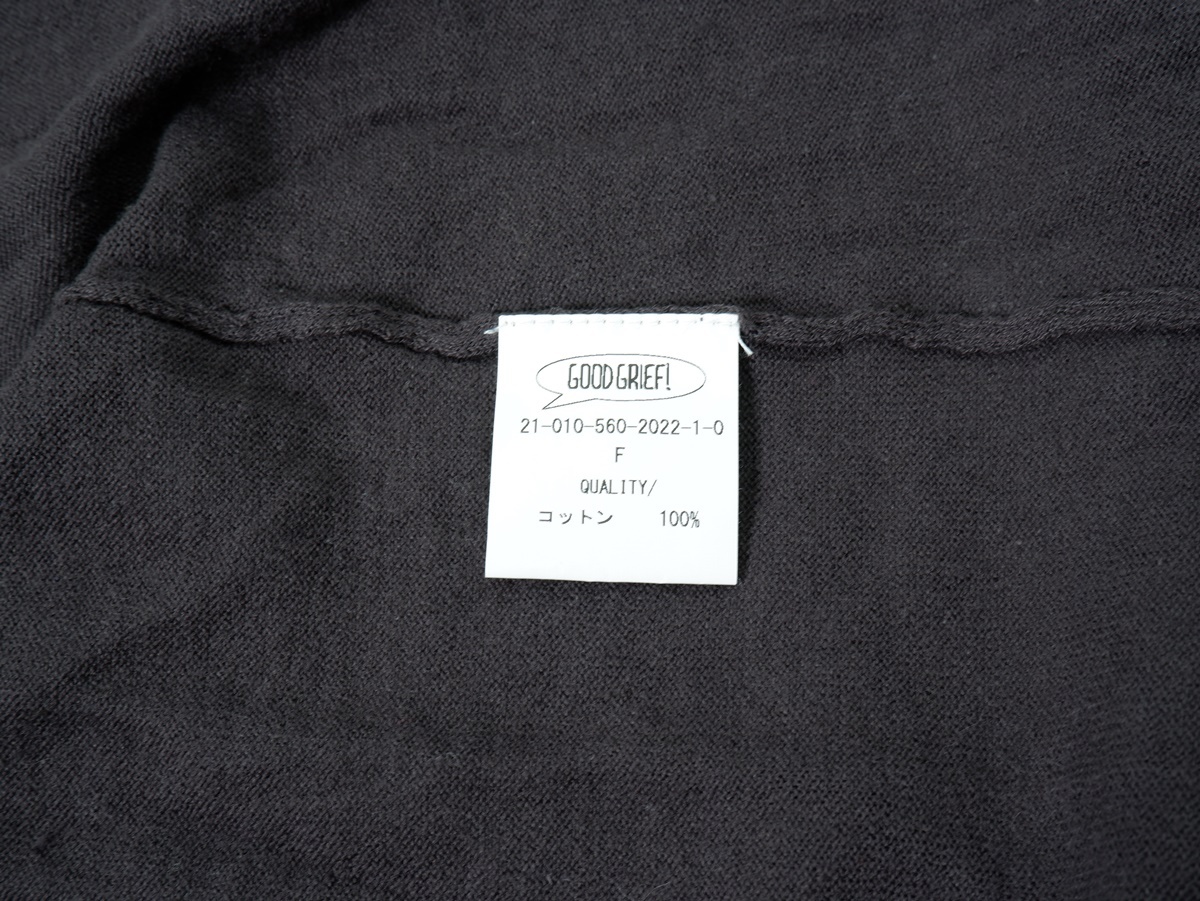 GOOD GRIEF!
21-010-560-2022-1-0
F
QUALITY/
コットン 100%